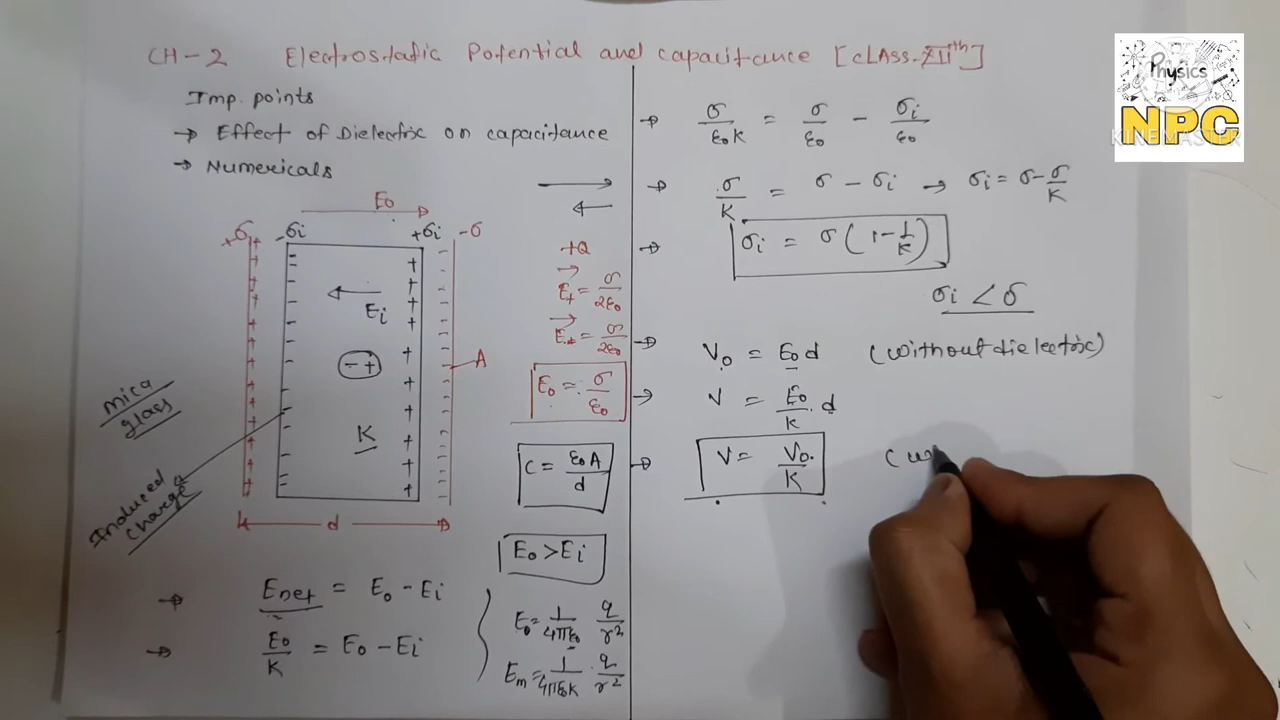 CH-2 Electrostatic Potential and capacitance [cLASS-XIIth]
Imp. points
→ Effect of Dielectric on capacitance
→ Numericals
E₀
+σ -σi +σi -σ
Ei
-+
K
A
d
mica
glass
Induced
charge
→ Enet = E₀ - Ei
→ E₀/K = E₀ - Ei
+Q
E₊ = σ/2ε₀
= σ/2ε₀
E₀ = σ/ε₀
C = ε₀A/d
E₀ > Ei
E₀ = 1/4πε₀ q/r²
Em = 1/4πε₀K · q/r²
→ σ/ε₀K = σ/ε₀ - σi/ε₀
→ σ/K = σ - σi → σi = σ - σ/K
→ σi = σ(1 - 1/K)
σi < σ
→ V₀ = E₀d (without dielectric)
→ V = E₀/K · d
→ V = V₀/K (
Physics
NPC
KINEMASTER